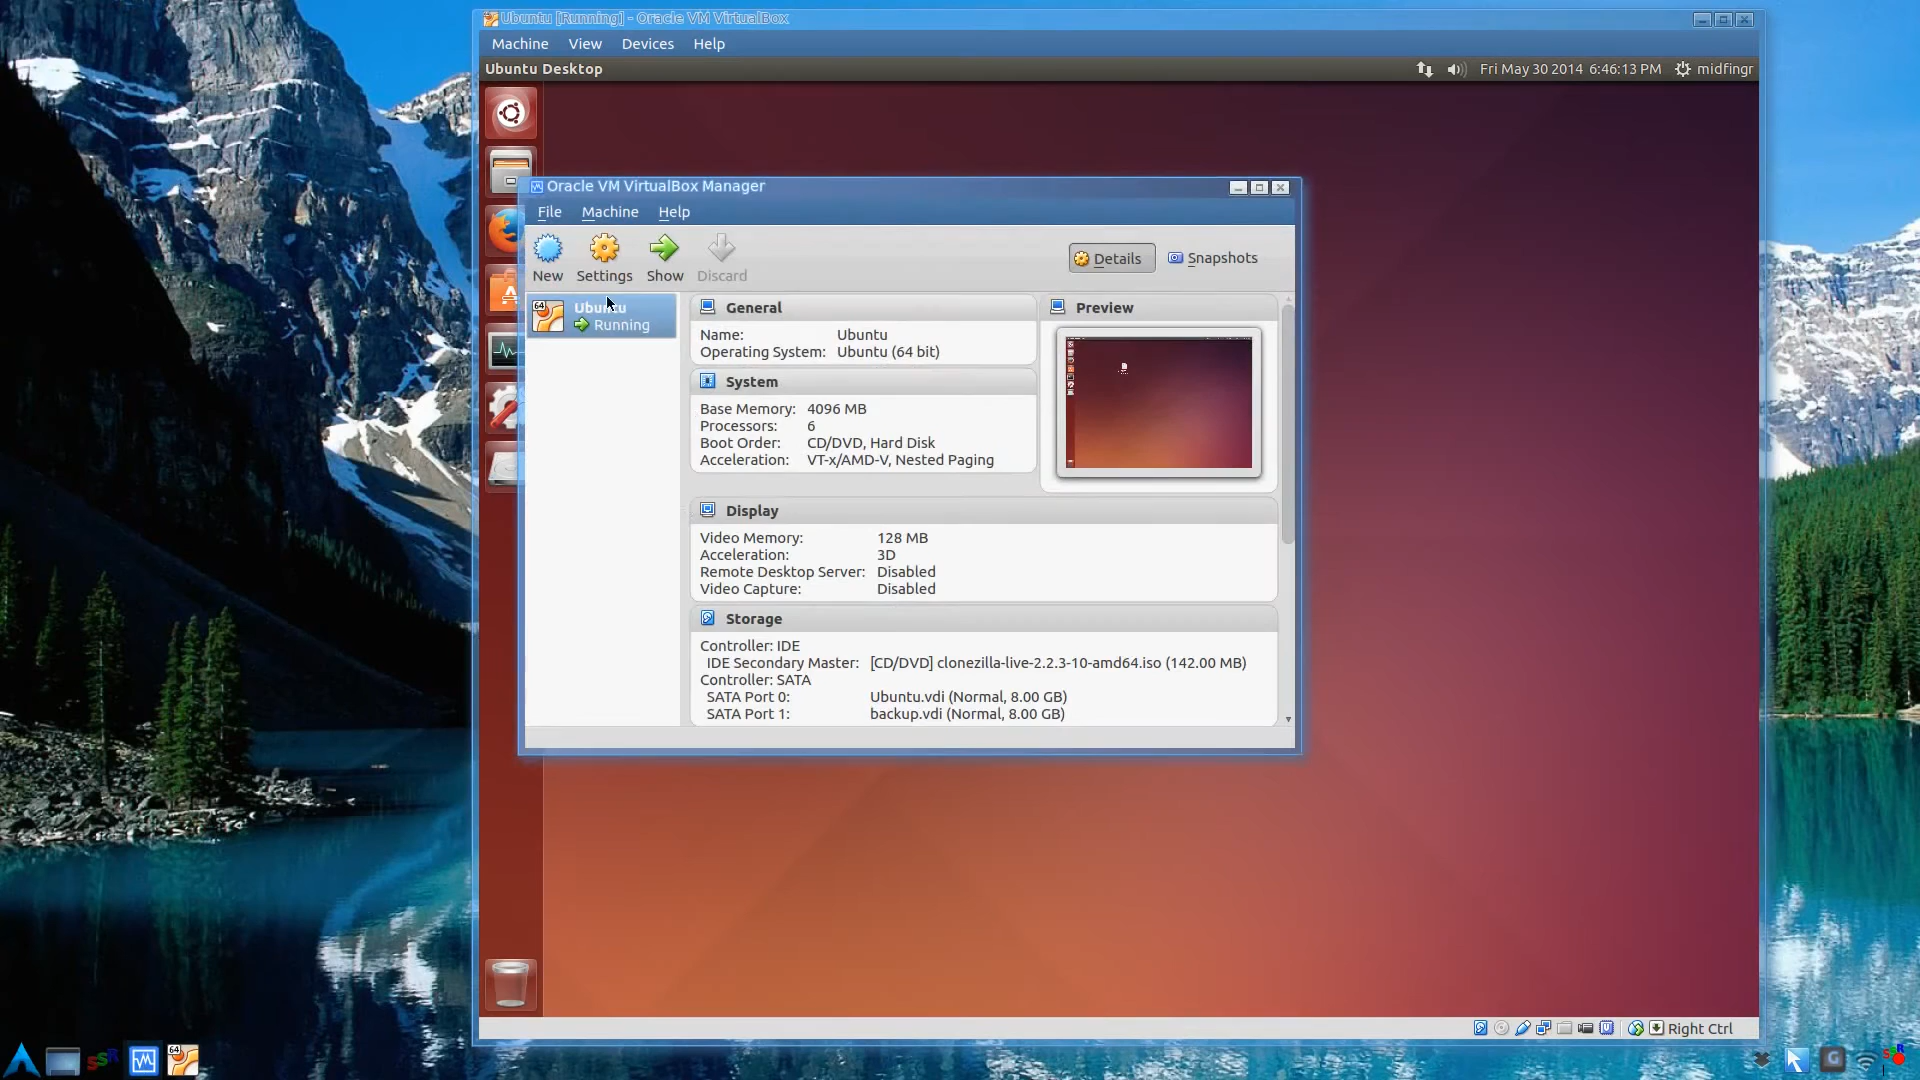 Ubuntu [Running] - Oracle VM VirtualBox
Machine View Devices Help
Ubuntu Desktop
Fri May 30 2014 6:46:13 PM midfingr
Oracle VM VirtualBox Manager
File Machine Help
New Settings Show Discard
Details Snapshots
64 Ubuntu
Running
General
Name: Ubuntu
Operating System: Ubuntu (64 bit)
System
Base Memory: 4096 MB
Processors: 6
Boot Order: CD/DVD, Hard Disk
Acceleration: VT-x/AMD-V, Nested Paging
Preview
Display
Video Memory: 128 MB
Acceleration: 3D
Remote Desktop Server: Disabled
Video Capture: Disabled
Storage
Controller: IDE
IDE Secondary Master: [CD/DVD] clonezilla-live-2.2.3-10-amd64.iso (142.00 MB)
Controller: SATA
SATA Port 0: Ubuntu.vdi (Normal, 8.00 GB)
SATA Port 1: backup.vdi (Normal, 8.00 GB)
Right Ctrl
SSR
64
G
SSR